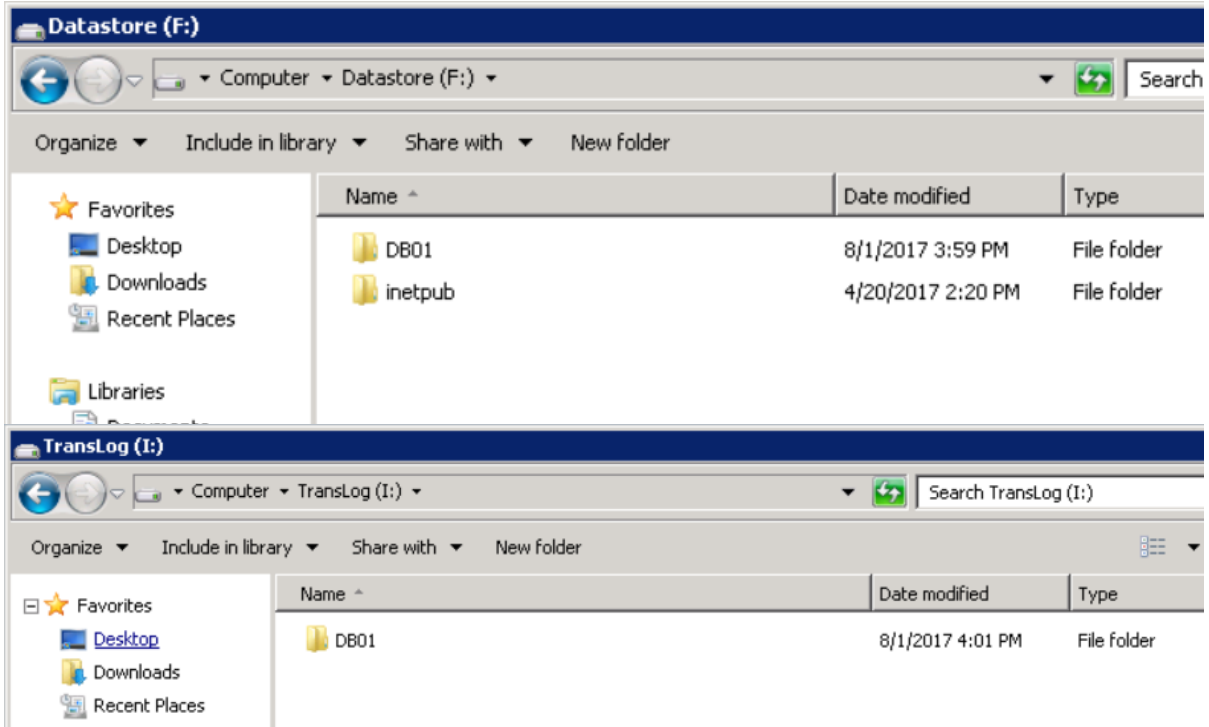 Datastore (F:)
Computer Datastore (F:) Search
Organize Include in library Share with New folder
Name Date modified Type
Favorites
DB01 8/1/2017 3:59 PM File folder
Desktop
inetpub 4/20/2017 2:20 PM File folder
Downloads
Recent Places
Libraries
TransLog (I:)
Computer TransLog (I:) Search TransLog (I:)
Organize Include in library Share with New folder
Name Date modified Type
Favorites
DB01 8/1/2017 4:01 PM File folder
Desktop
Downloads
Recent Places